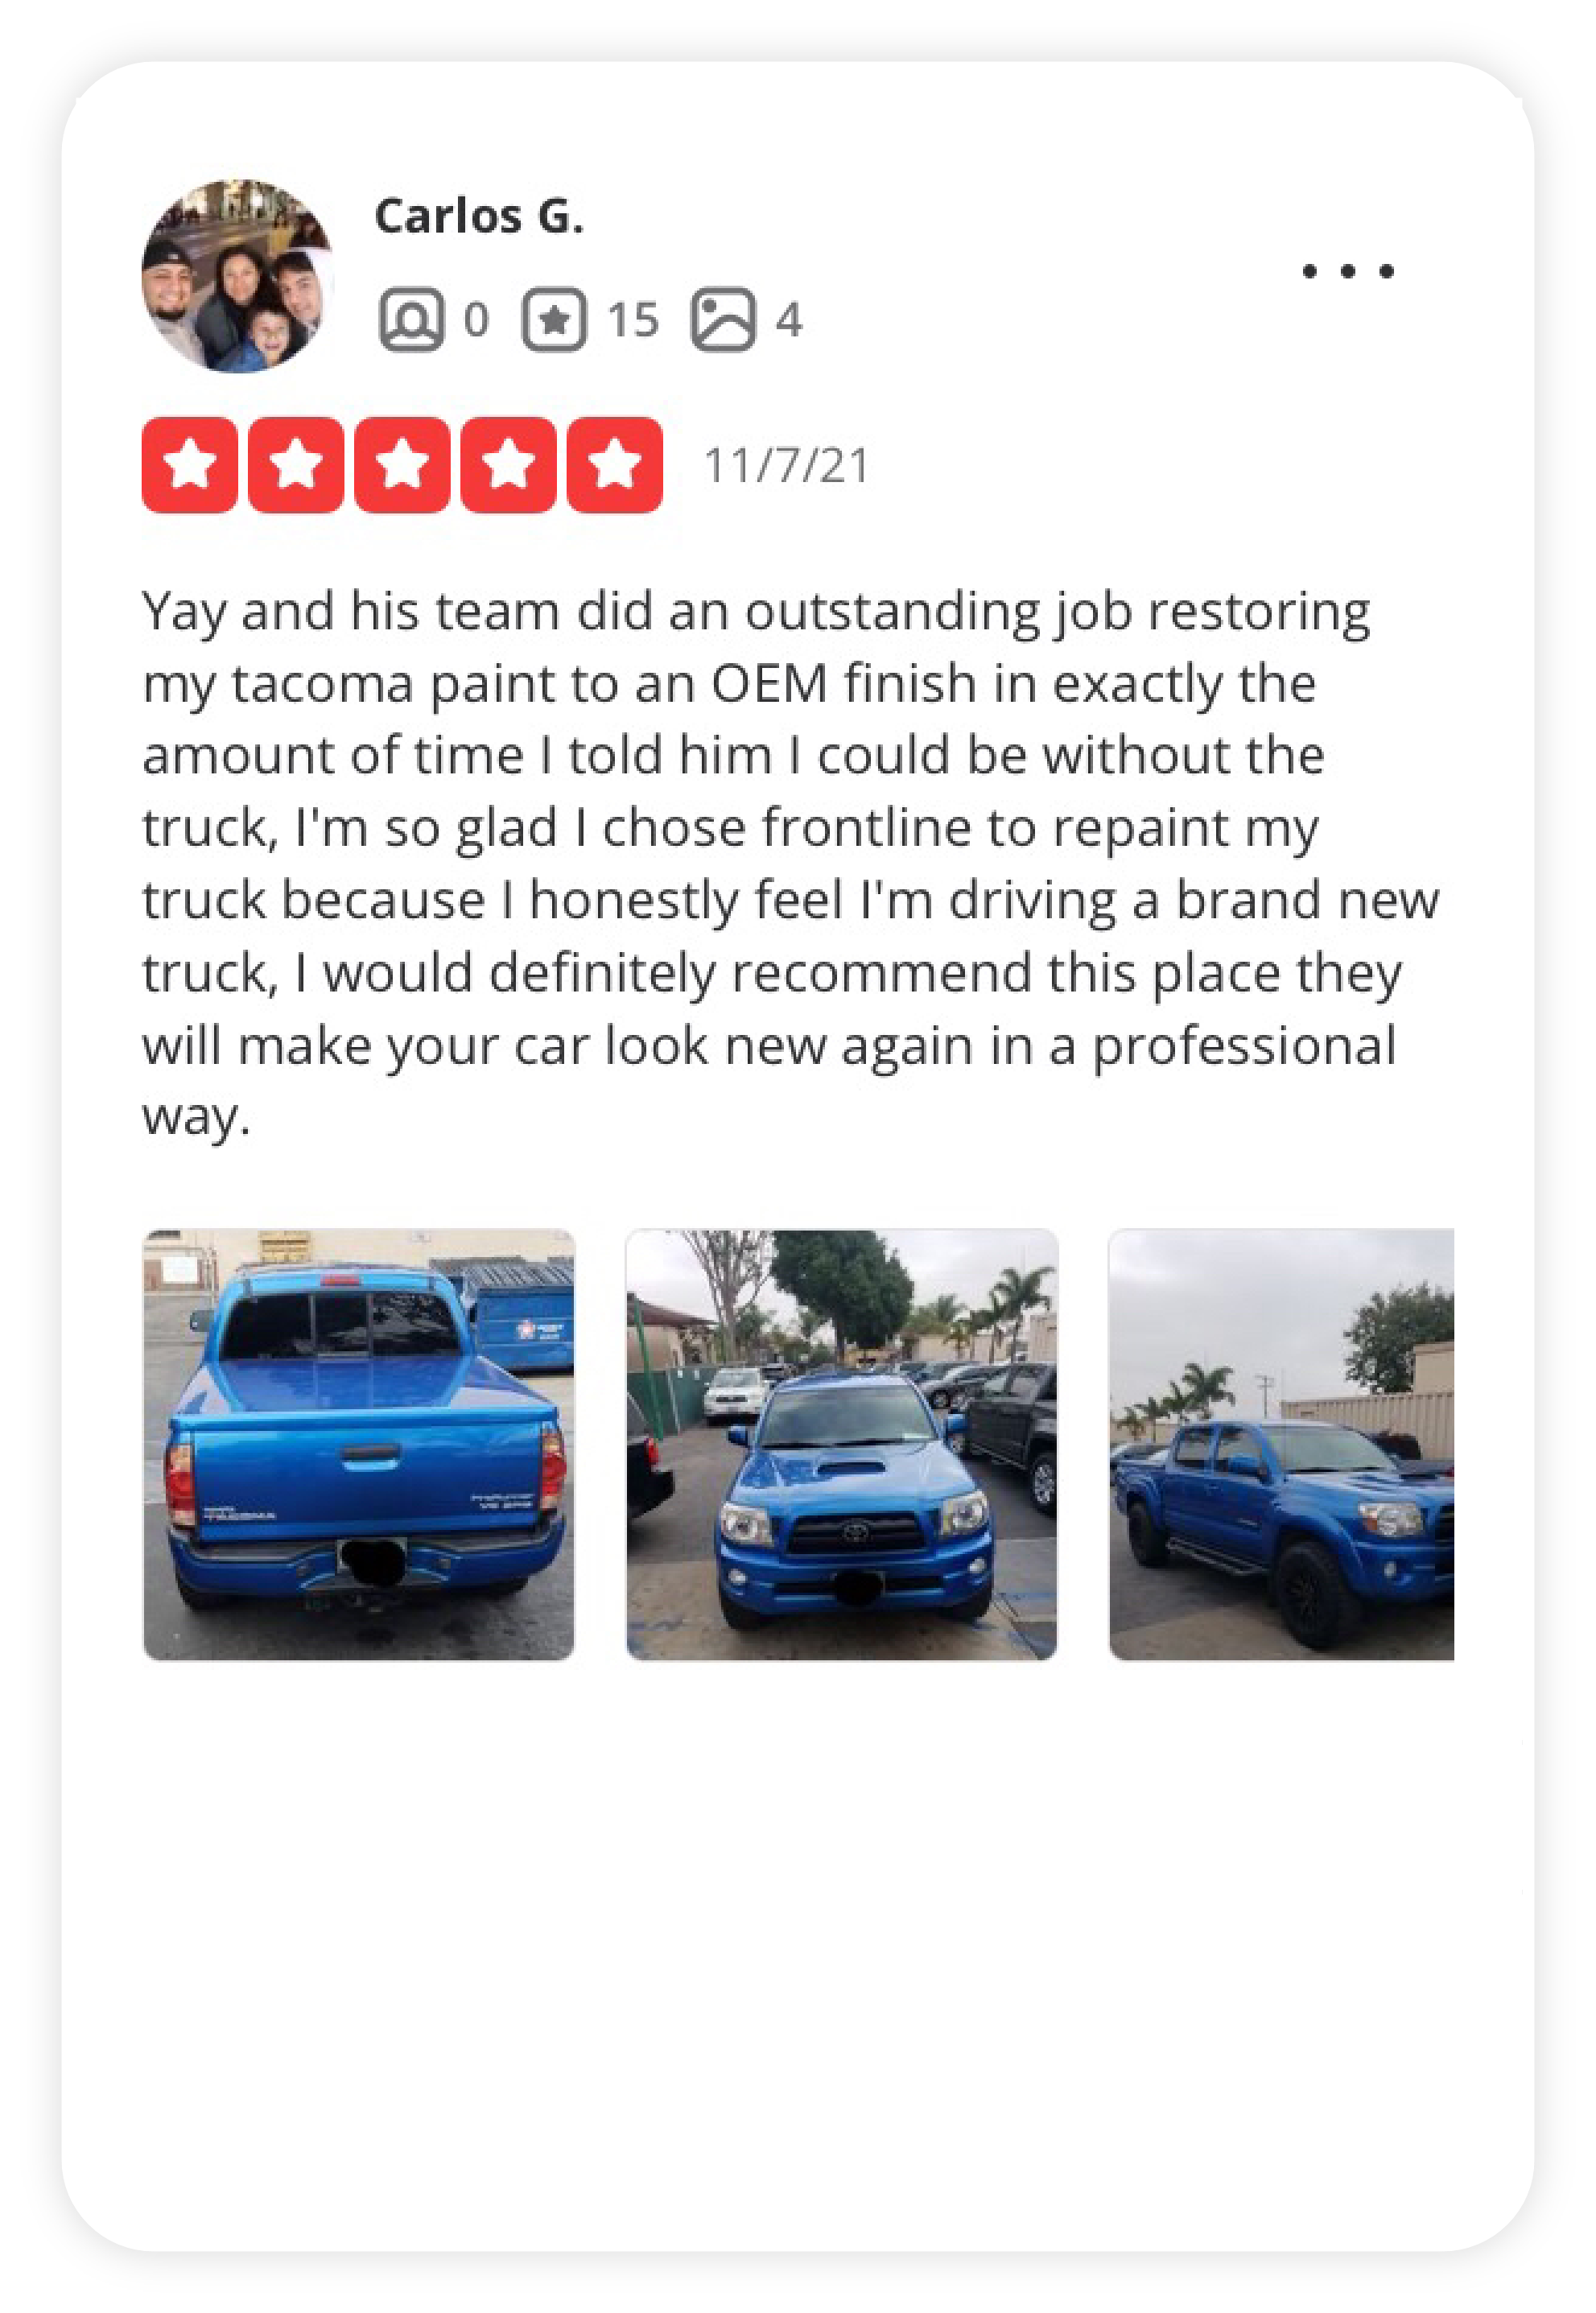 Carlos G.
0 15 4
11/7/21
Yay and his team did an outstanding job restoring
my tacoma paint to an OEM finish in exactly the
amount of time I told him I could be without the
truck, I'm so glad I chose frontline to repaint my
truck because I honestly feel I'm driving a brand new
truck, I would definitely recommend this place they
will make your car look new again in a professional
way.
TACOMA